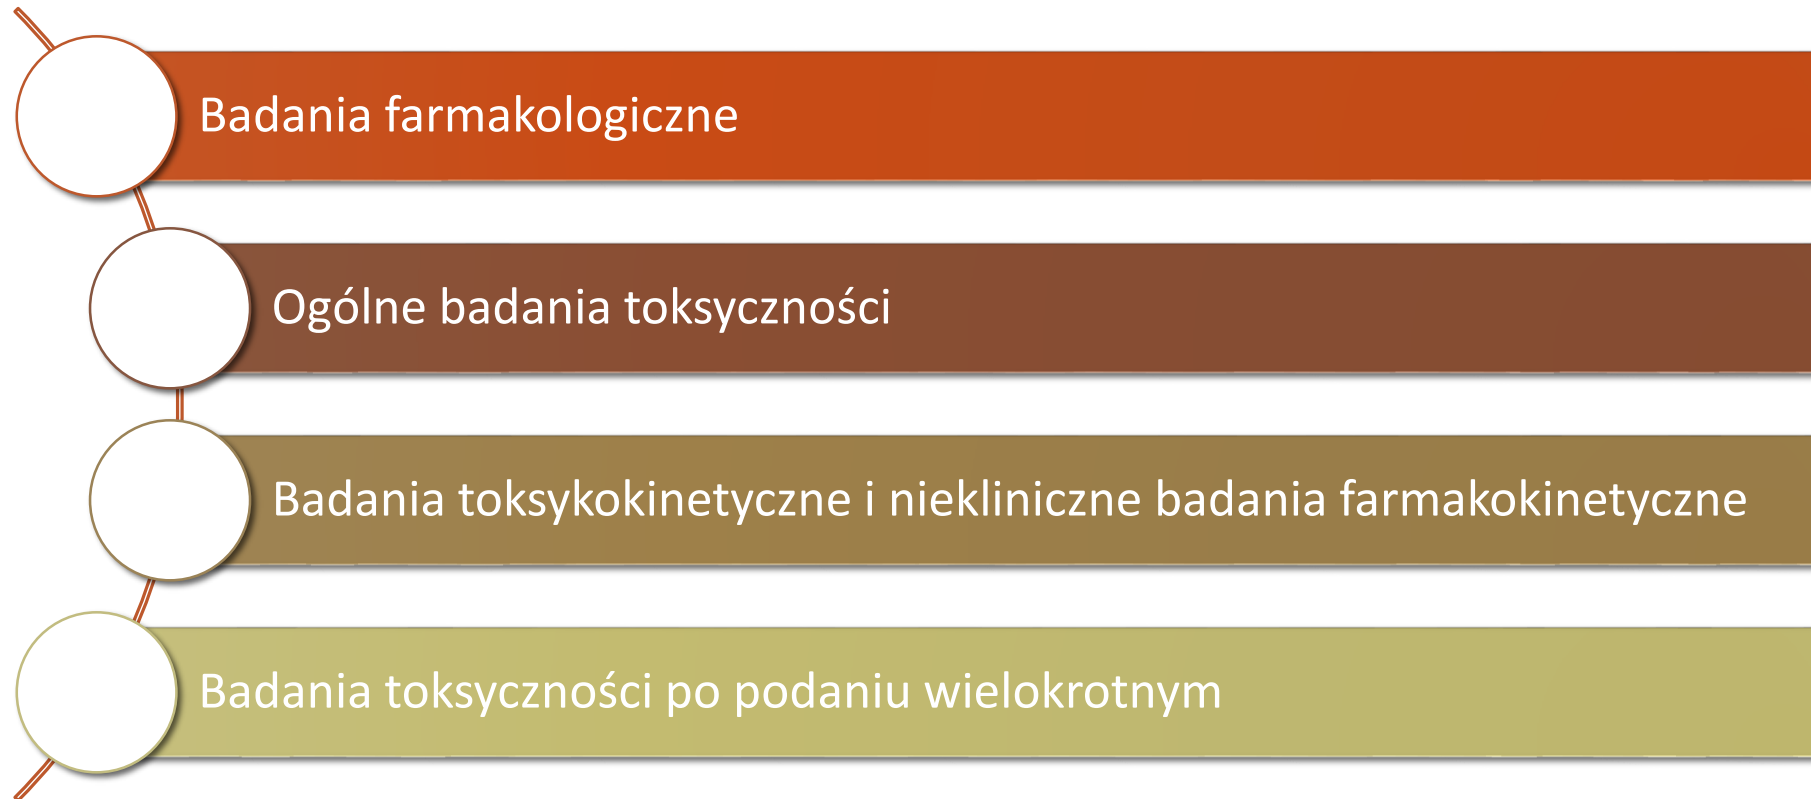 Badania farmakologiczne
Ogólne badania toksyczności
Badania toksykokinetyczne i niekliniczne badania farmakokinetyczne
Badania toksyczności po podaniu wielokrotnym